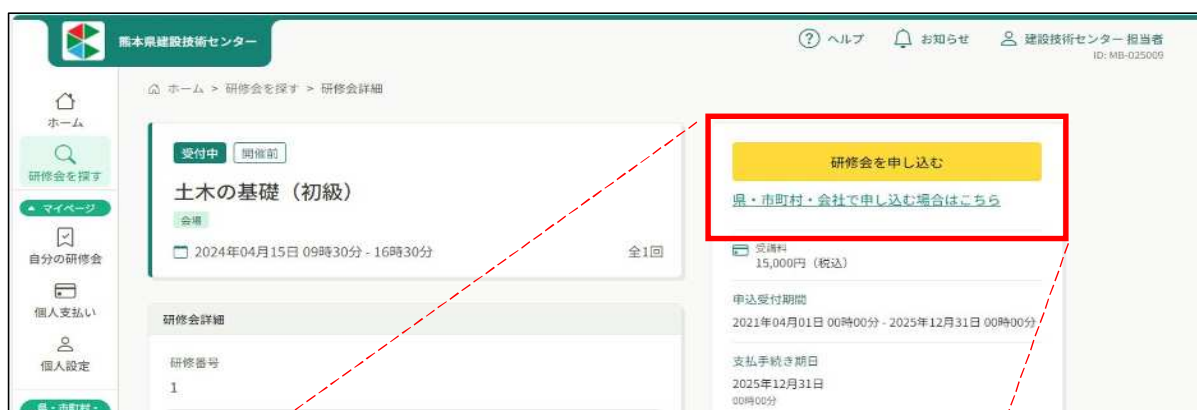 熊本県建設技術センター
ヘルプ
お知らせ
建設技術センター 担当者
ID: MB-025009
ホーム > 研修会を探す > 研修会詳細
ホーム
研修会を探す
マイページ
自分の研修会
個人支払い
個人設定
県・市町村・
受付中 開催前
土木の基礎（初級）
会場
2024年04月15日 09時30分 - 16時30分
全1回
研修会詳細
研修番号
1
研修会を申し込む
県・市町村・会社で申し込む場合はこちら
受講料
15,000円（税込）
申込受付期間
2021年04月01日 00時00分 - 2025年12月31日 00時00分
支払手続き期日
2025年12月31日
00時00分